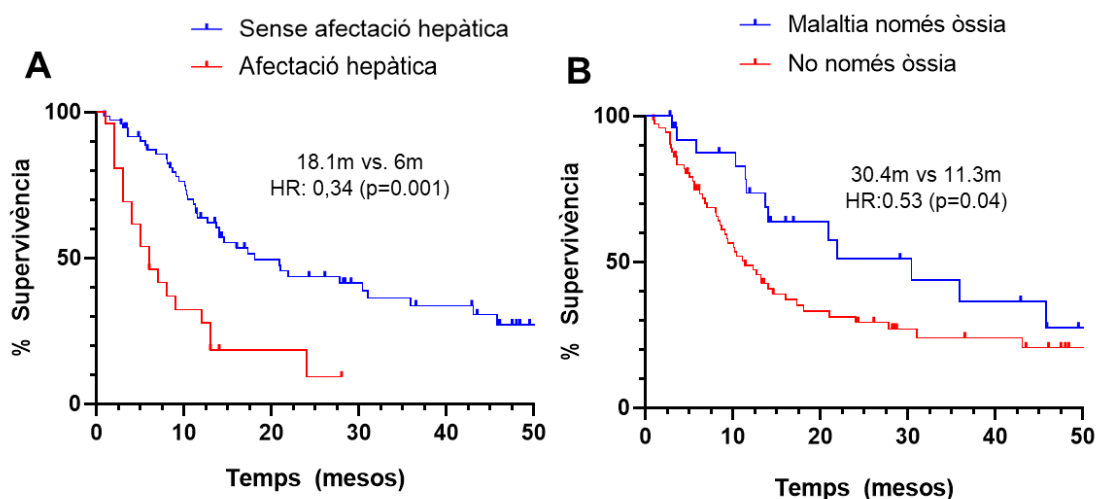 Sense afectació hepàtica
Afectació hepàtica
A
18.1m vs. 6m
HR: 0,34 (p=0.001)
% Supervivència
100
50
0
0 10 20 30 40 50
Temps (mesos)
Malaltia només òssia
No només òssia
B
30.4m vs 11.3m
HR:0.53 (p=0.04)
% Supervivència
100
50
0
0 10 20 30 40 50
Temps (mesos)